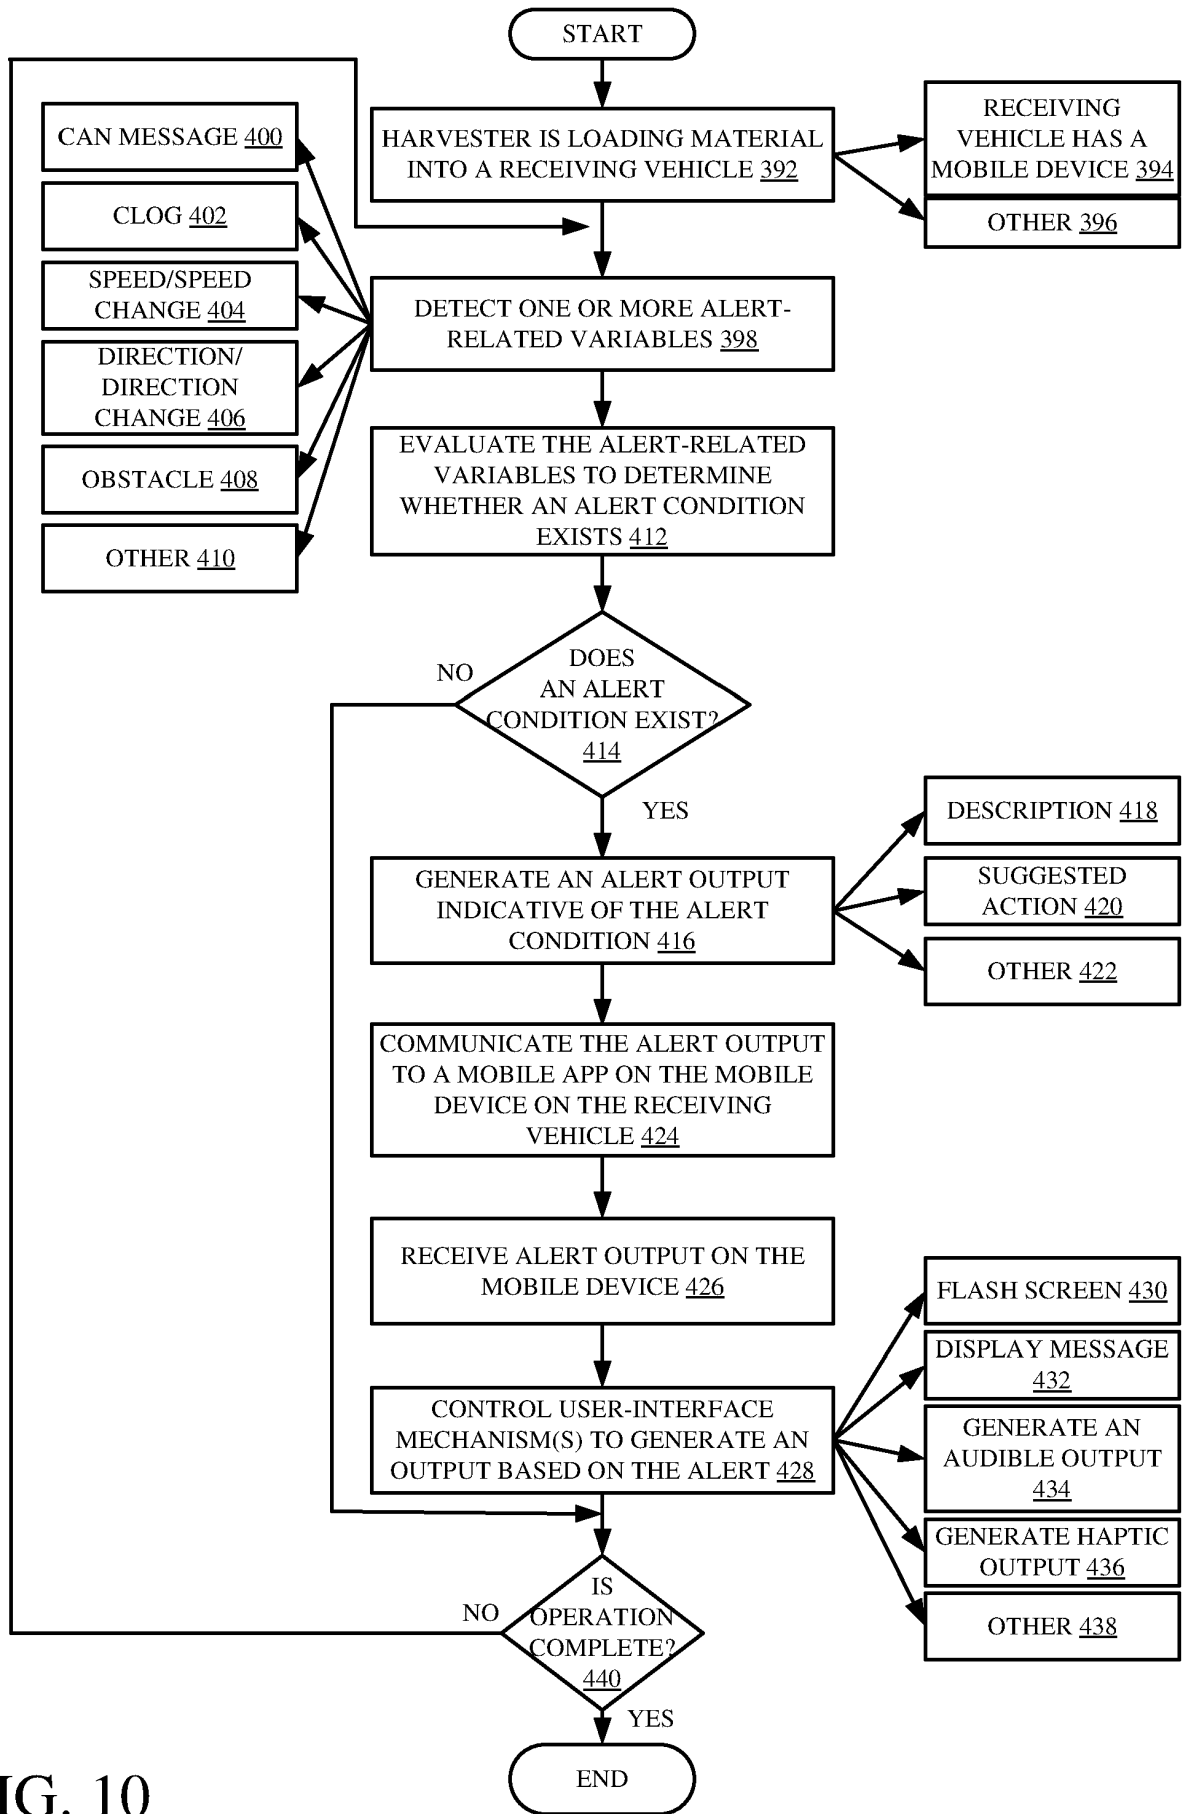 START
HARVESTER IS LOADING MATERIAL
INTO A RECEIVING VEHICLE 392
RECEIVING
VEHICLE HAS A
MOBILE DEVICE 394
OTHER 396
CAN MESSAGE 400
CLOG 402
SPEED/SPEED
CHANGE 404
DIRECTION/
DIRECTION
CHANGE 406
OBSTACLE 408
OTHER 410
DETECT ONE OR MORE ALERT-
RELATED VARIABLES 398
EVALUATE THE ALERT-RELATED
VARIABLES TO DETERMINE
WHETHER AN ALERT CONDITION
EXISTS 412
DOES
AN ALERT
CONDITION EXIST?
414
NO
YES
GENERATE AN ALERT OUTPUT
INDICATIVE OF THE ALERT
CONDITION 416
DESCRIPTION 418
SUGGESTED
ACTION 420
OTHER 422
COMMUNICATE THE ALERT OUTPUT
TO A MOBILE APP ON THE MOBILE
DEVICE ON THE RECEIVING
VEHICLE 424
RECEIVE ALERT OUTPUT ON THE
MOBILE DEVICE 426
CONTROL USER-INTERFACE
MECHANISM(S) TO GENERATE AN
OUTPUT BASED ON THE ALERT 428
FLASH SCREEN 430
DISPLAY MESSAGE
432
GENERATE AN
AUDIBLE OUTPUT
434
GENERATE HAPTIC
OUTPUT 436
OTHER 438
IS
OPERATION
COMPLETE?
440
NO
YES
END
IG. 10